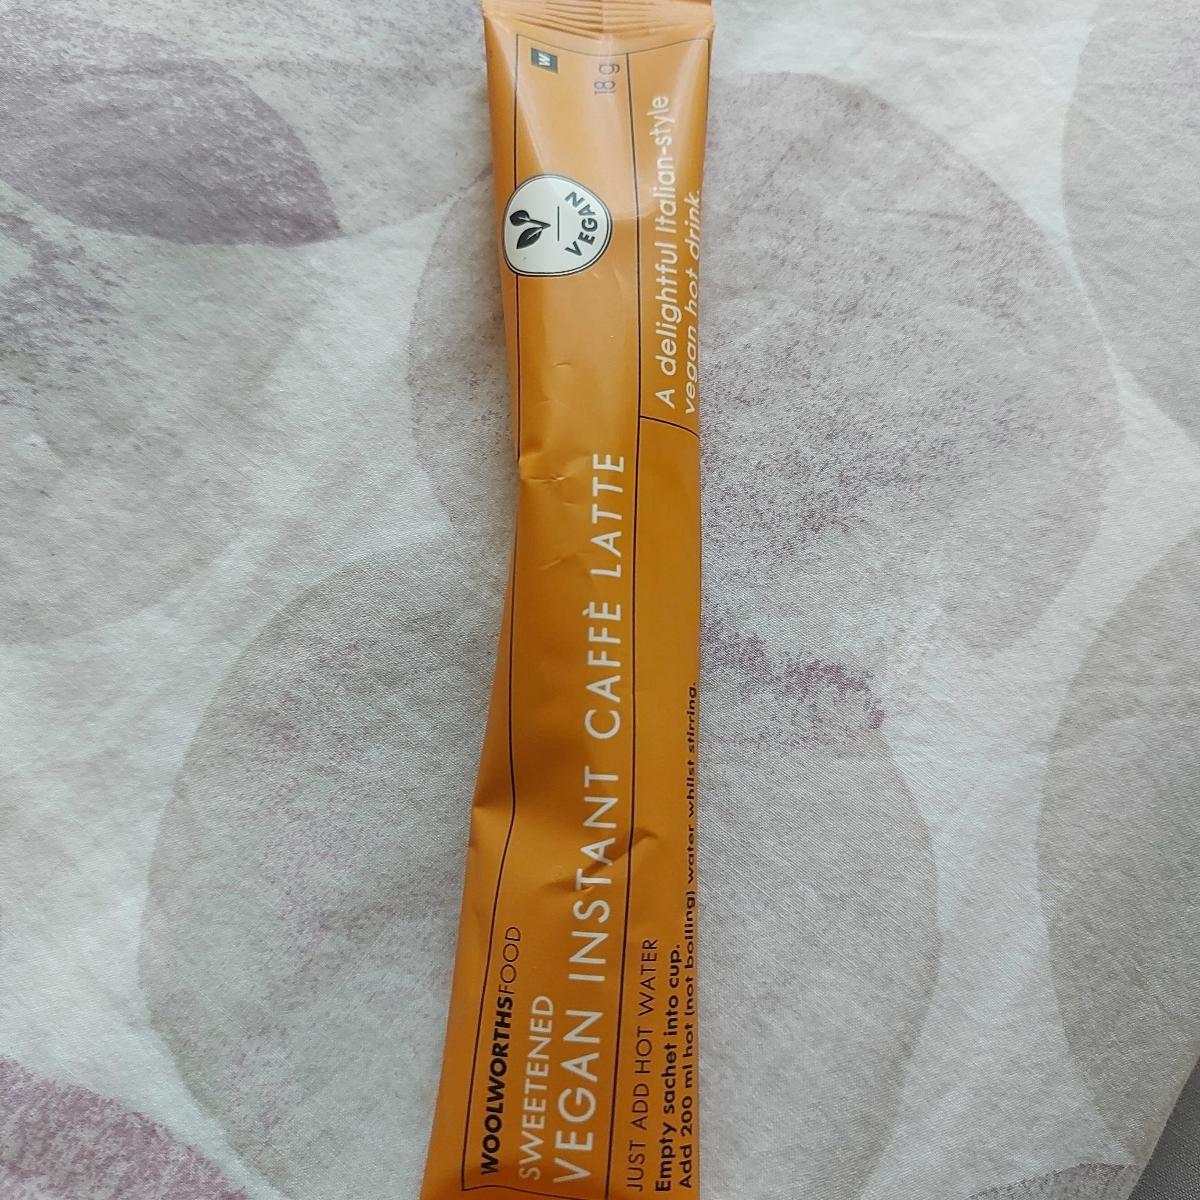 WOOLWORTHSFOOD
SWEETENED
VEGAN INSTANT CAFFÈ LATTE
VEGAN
W
18 g
A delightful Italian-style
vegan hot drink.
JUST ADD HOT WATER
Empty sachet into cup.
Add 200 ml hot (not boiling) water whilst stirring.